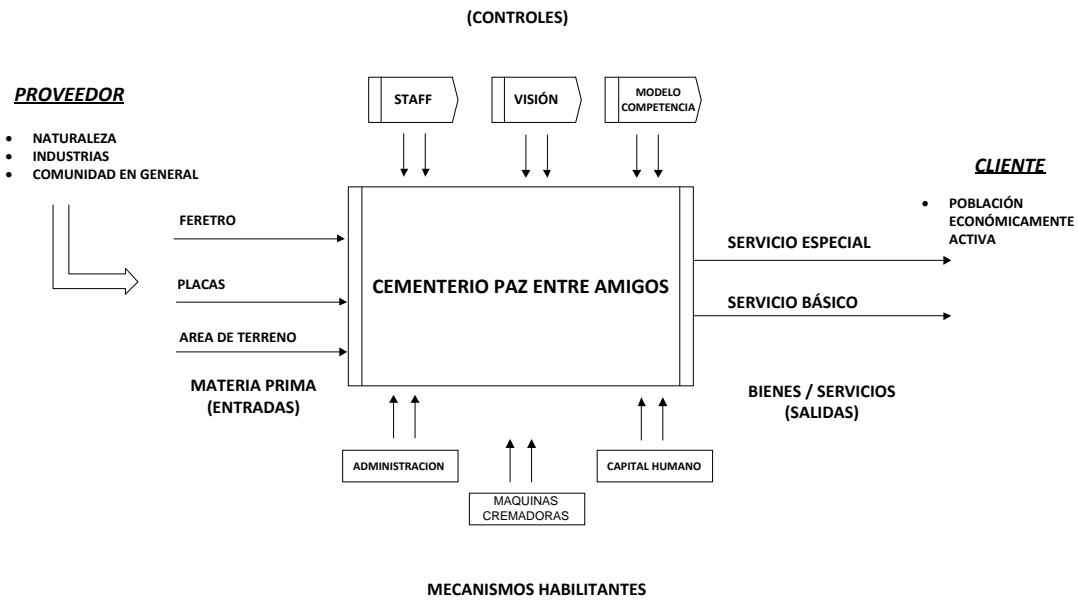 (CONTROLES)
PROVEEDOR
• NATURALEZA
• INDUSTRIAS
• COMUNIDAD EN GENERAL
STAFF
VISIÓN
MODELO
COMPETENCIA
CLIENTE
• POBLACIÓN
ECONÓMICAMENTE
ACTIVA
FERETRO
PLACAS
AREA DE TERRENO
MATERIA PRIMA
(ENTRADAS)
CEMENTERIO PAZ ENTRE AMIGOS
SERVICIO ESPECIAL
SERVICIO BÁSICO
BIENES / SERVICIOS
(SALIDAS)
ADMINISTRACION
MAQUINAS
CREMADORAS
CAPITAL HUMANO
MECANISMOS HABILITANTES